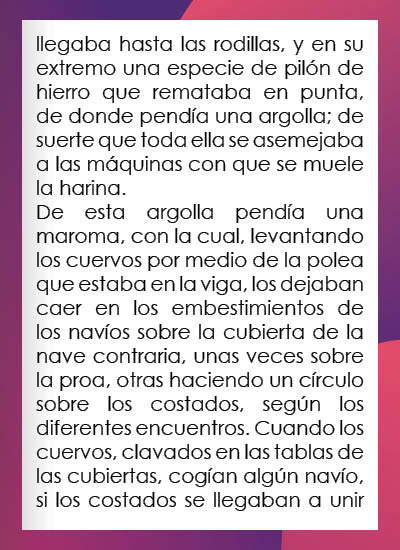 llegaba hasta las rodillas, y en su
extremo una especie de pilón de
hierro que remataba en punta,
de donde pendía una argolla; de
suerte que toda ella se asemejaba
a las máquinas con que se muele
la harina.
De esta argolla pendía una
maroma, con la cual, levantando
los cuervos por medio de la polea
que estaba en la viga, los dejaban
caer en los embestimientos de
los navíos sobre la cubierta de la
nave contraria, unas veces sobre
la proa, otras haciendo un círculo
sobre los costados, según los
diferentes encuentros. Cuando los
cuervos, clavados en las tablas de
las cubiertas, cogían algún navío,
si los costados se llegaban a unir